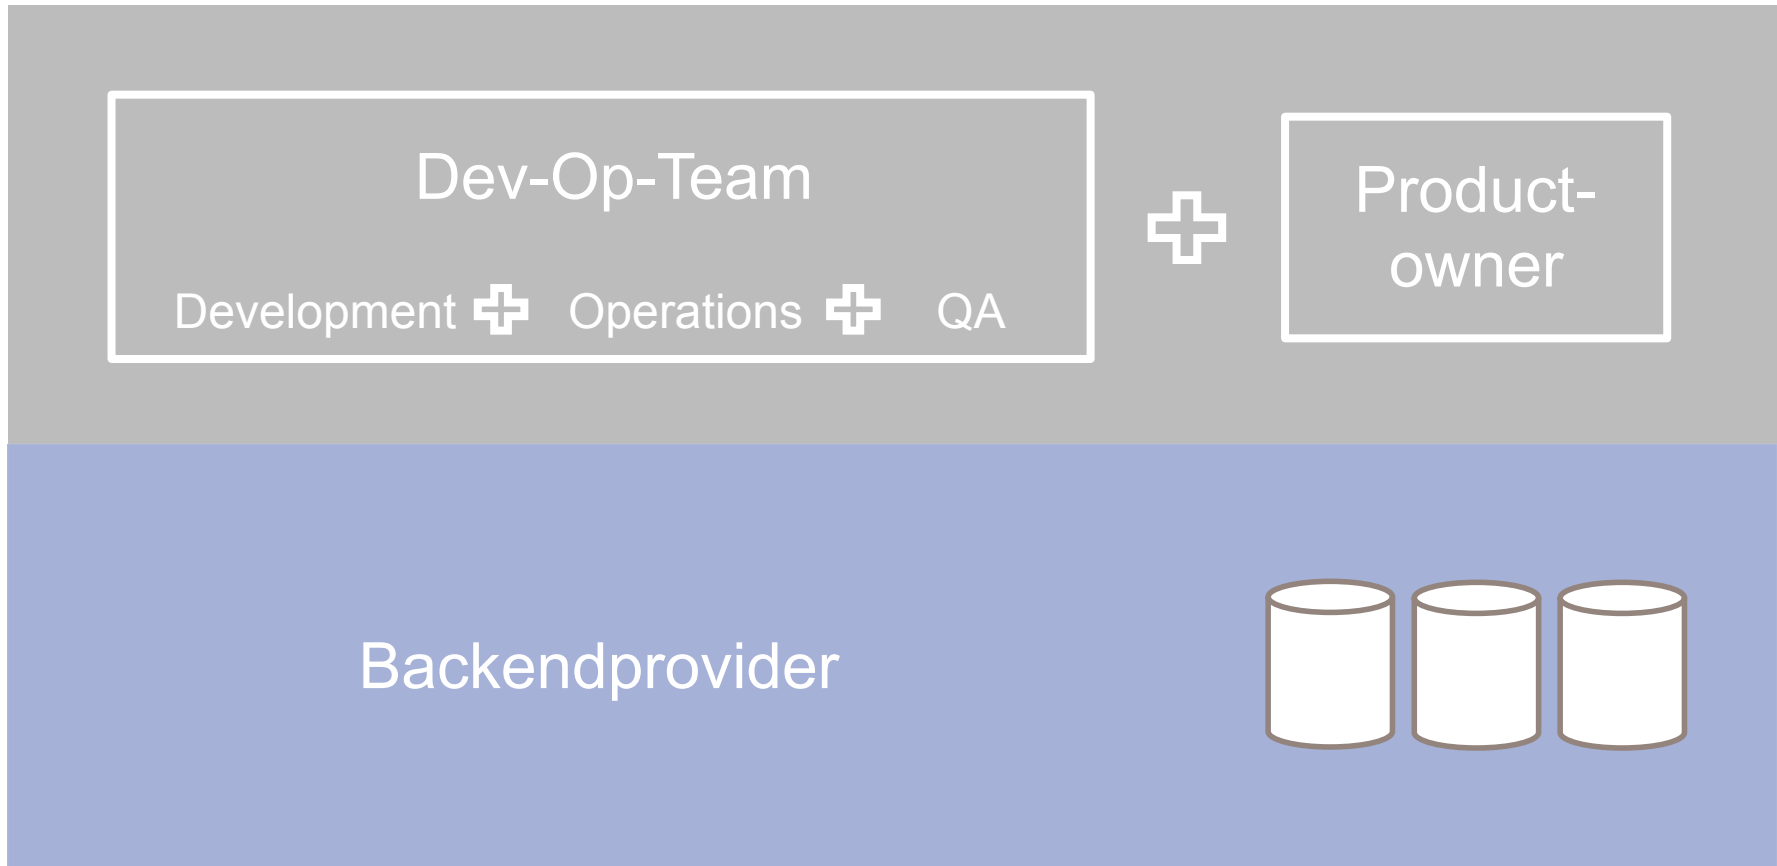 Dev-Op-Team
Development Operations QA
Product-
owner
Backendprovider